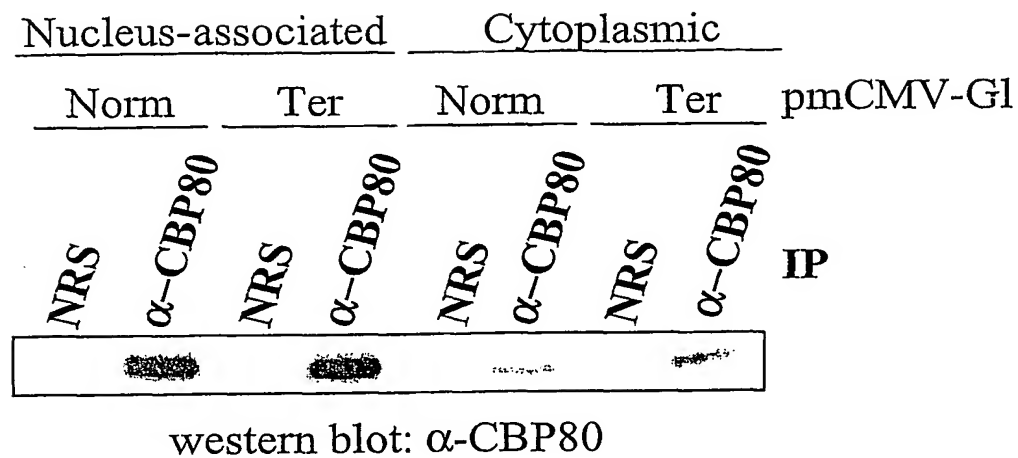 Nucleus-associated Cytoplasmic
Norm Ter Norm Ter pmCMV-Gl
NRS α–CBP80 NRS α–CBP80 NRS α–CBP80 NRS α–CBP80 IP
western blot: α-CBP80